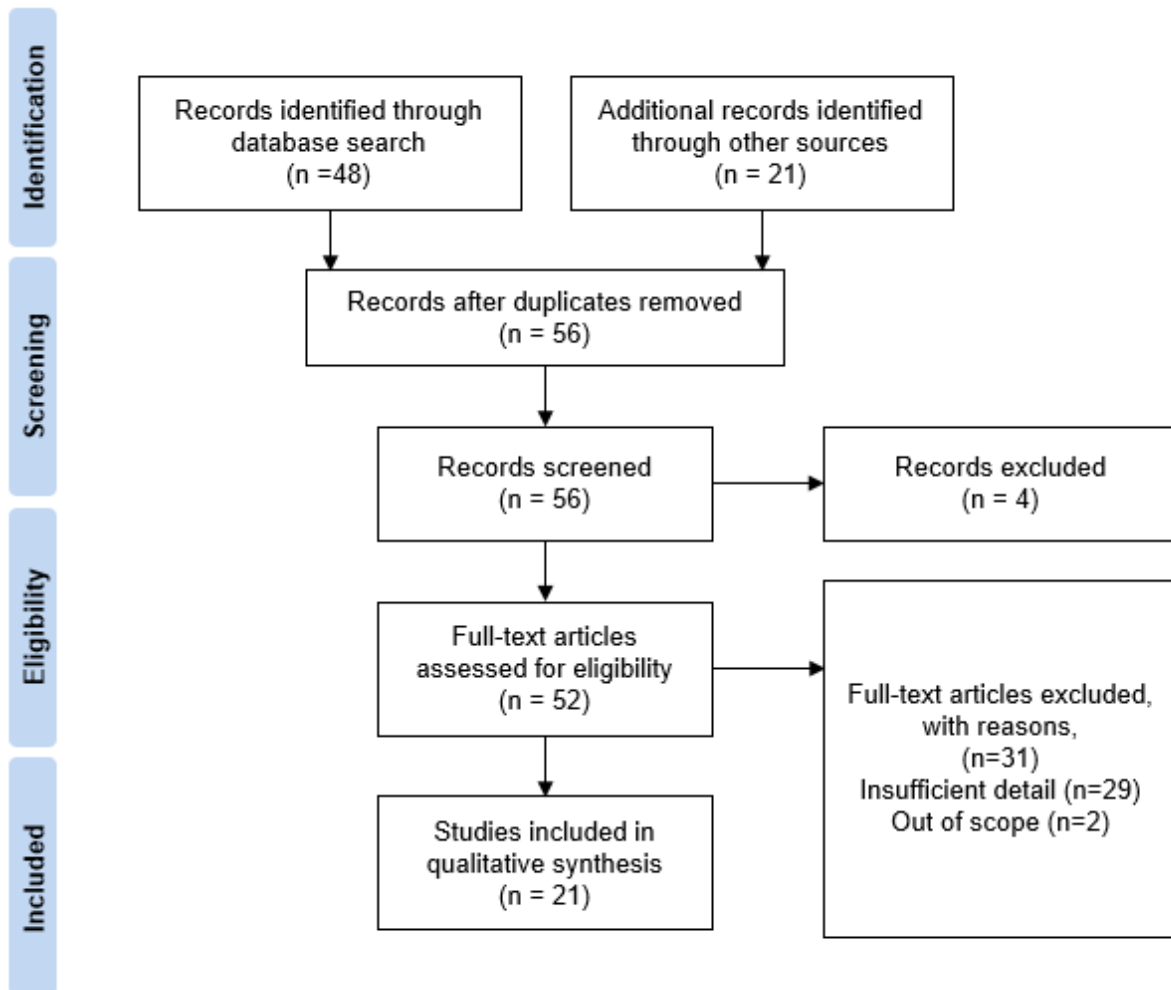 Identification
Records identified through
database search
(n =48)
Additional records identified
through other sources
(n = 21)
Screening
Records after duplicates removed
(n = 56)
Records screened
(n = 56)
Records excluded
(n = 4)
Eligibility
Full-text articles
assessed for eligibility
(n = 52)
Full-text articles excluded,
with reasons,
(n=31)
Insufficient detail (n=29)
Out of scope (n=2)
Included
Studies included in
qualitative synthesis
(n = 21)